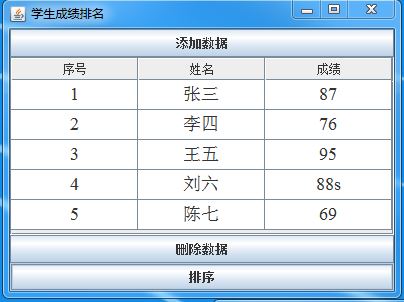 学生成绩排名
添加数据
序号 姓名 成绩
1 张三 87
2 李四 76
3 王五 95
4 刘六 88s
5 陈七 69
删除数据
排序